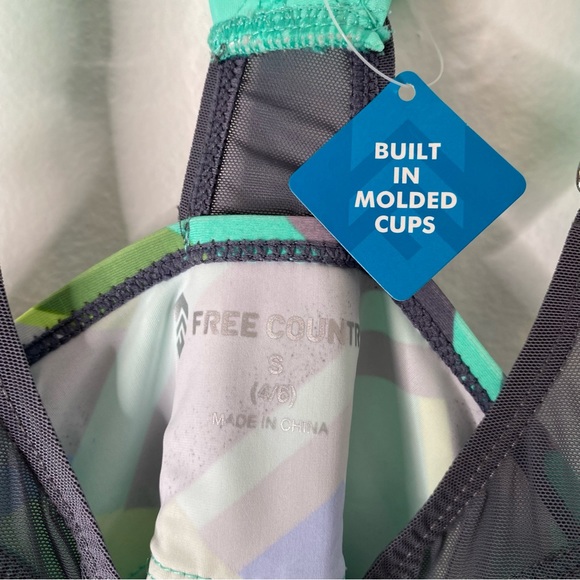 BUILT
IN
MOLDED
CUPS
FREE COUNTR
S
(4/6)
MADE IN CHINA